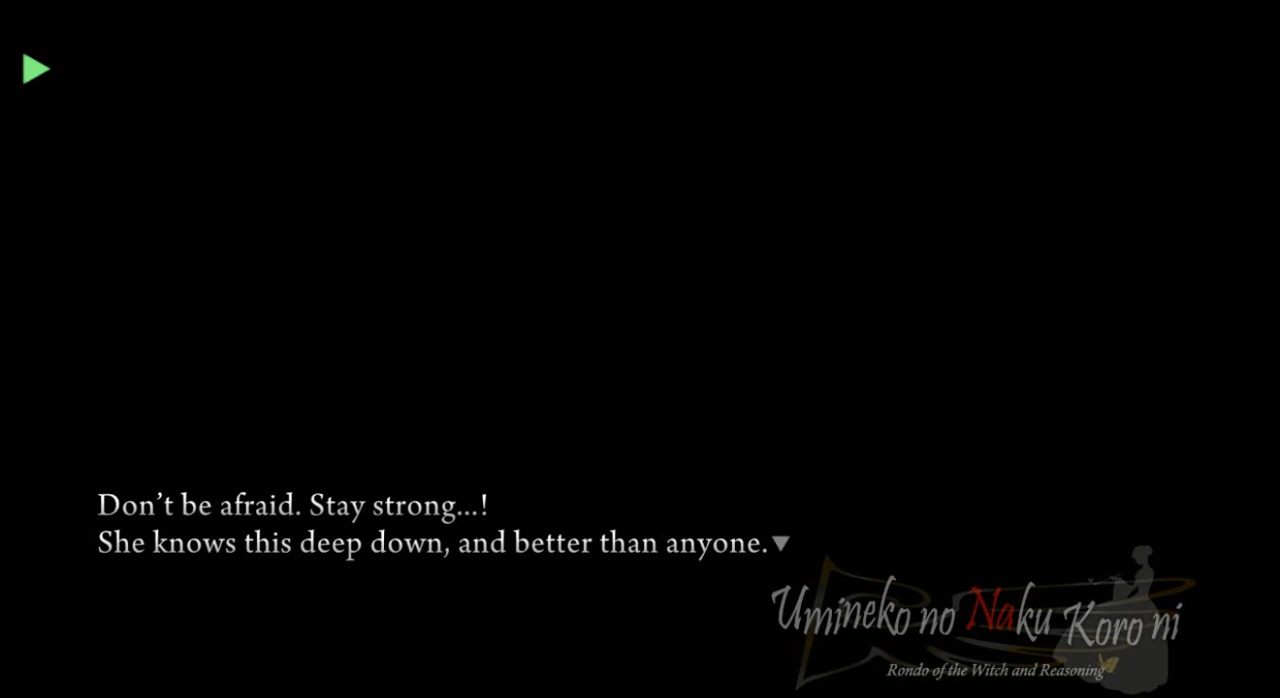 Don't be afraid. Stay strong...!
She knows this deep down, and better than anyone.
Umineko no Naku Koro ni
Rondo of the Witch and Reasoning